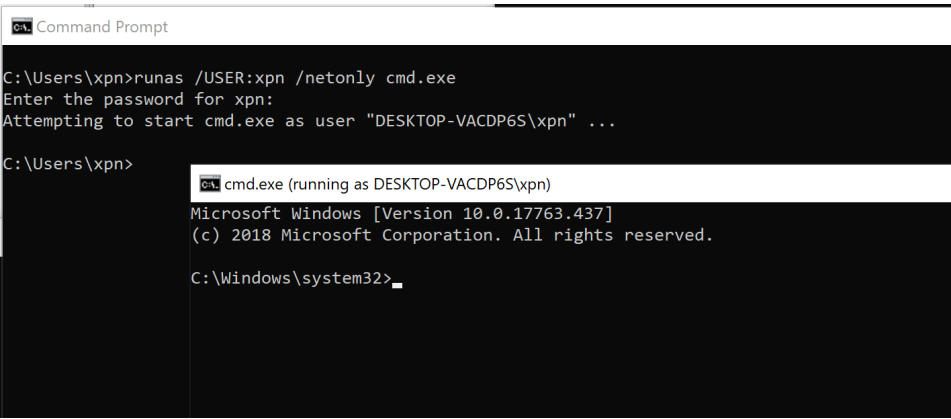 Command Prompt
C:\Users\xpn>runas /USER:xpn /netonly cmd.exe
Enter the password for xpn:
Attempting to start cmd.exe as user "DESKTOP-VACDP6S\xpn" ...
C:\Users\xpn>
cmd.exe (running as DESKTOP-VACDP6S\xpn)
Microsoft Windows [Version 10.0.17763.437]
(c) 2018 Microsoft Corporation. All rights reserved.
C:\Windows\system32>